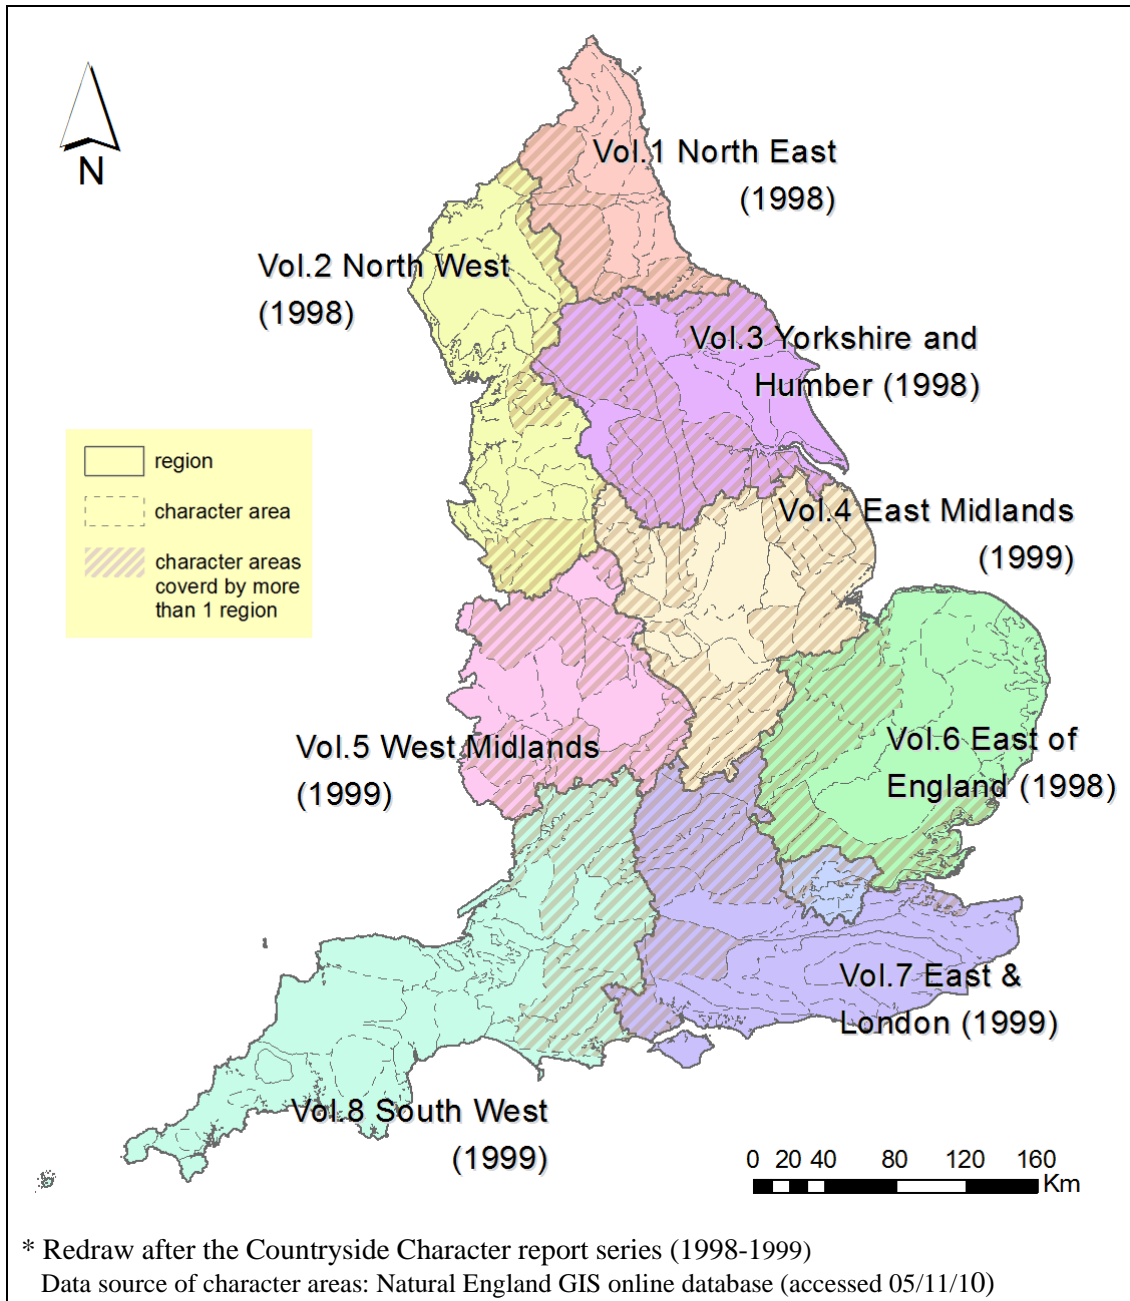 N
Vol.1 North East
(1998)
Vol.2 North West
(1998)
Vol.3 Yorkshire and
Humber (1998)
region
character area
character areas
coverd by more
than 1 region
Vol.4 East Midlands
(1999)
Vol.5 West Midlands
(1999)
Vol.6 East of
England (1998)
Vol.7 East &
London (1999)
Vol.8 South West
(1999)
0 20 40 80 120 160
Km
* Redraw after the Countryside Character report series (1998-1999)
Data source of character areas: Natural England GIS online database (accessed 05/11/10)